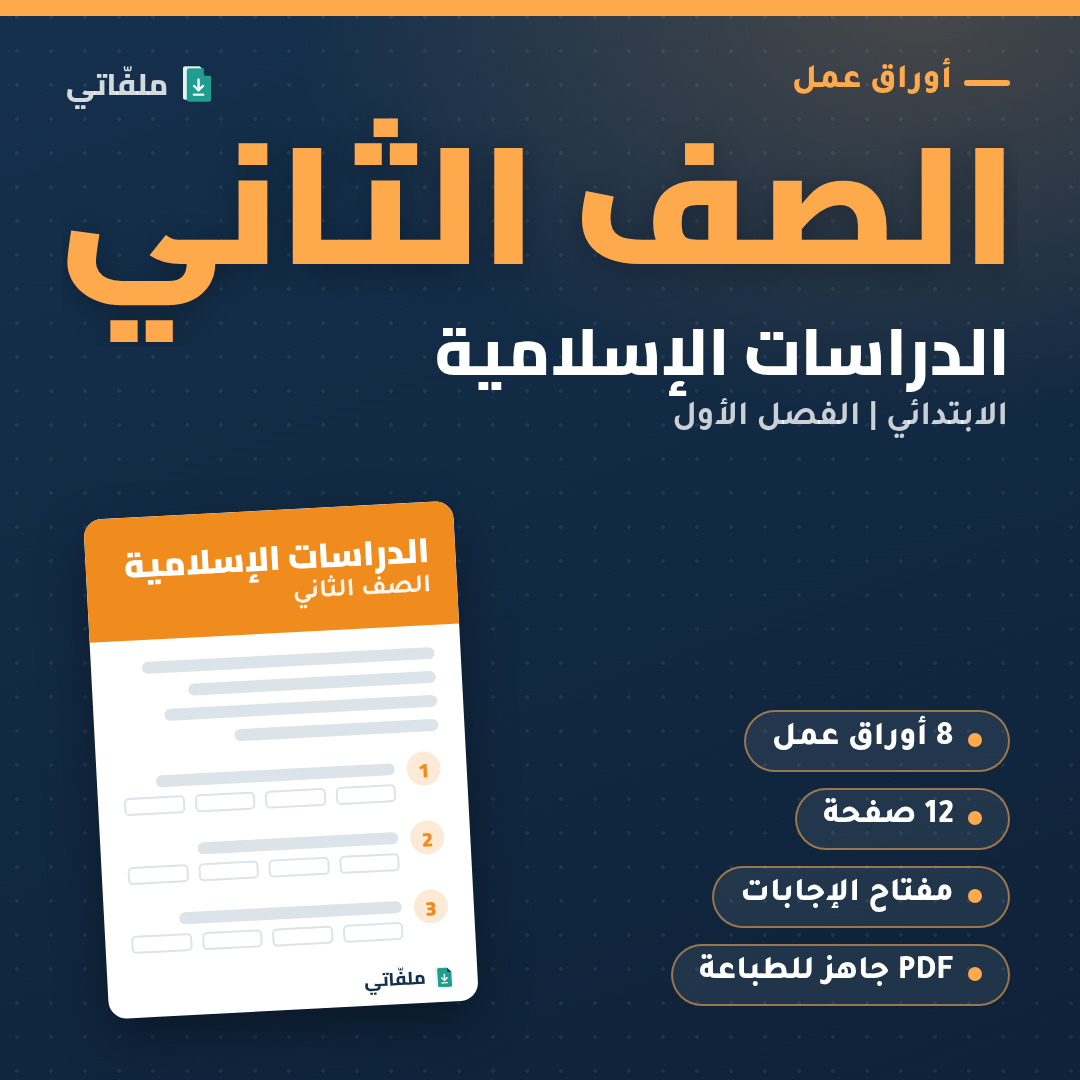 أوراق عمل
ملفّاتي
الصف الثاني
الدراسات الإسلامية
الابتدائي | الفصل الأول
8 أوراق عمل
12 صفحة
مفتاح الإجابات
PDF جاهز للطباعة
الدراسات الإسلامية
الصف الثاني
1
2
3
ملفّاتي